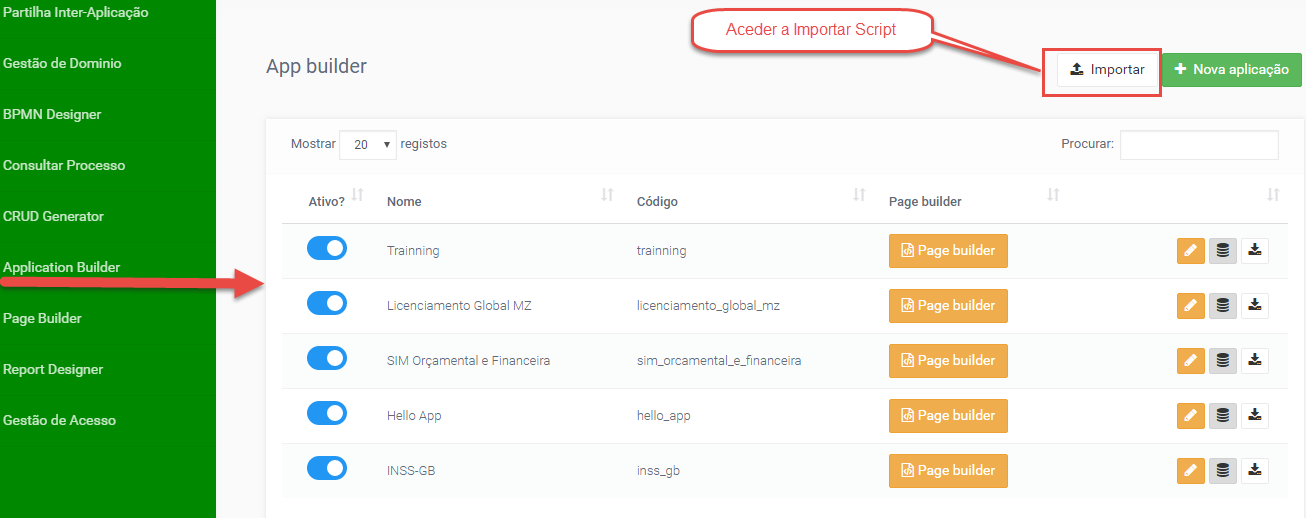 Partilha Inter-Aplicação
Gestão de Dominio
BPMN Designer
Consultar Processo
CRUD Generator
Application Builder
Page Builder
Report Designer
Gestão de Acesso
Aceder a Importar Script
App builder
Importar
Nova aplicação
Mostrar 20 registos
Procurar:
Ativo? Nome Código Page builder
Trainning trainning Page builder
Licenciamento Global MZ licenciamento_global_mz Page builder
SIM Orçamental e Financeira sim_orcamental_e_financeira Page builder
Hello App hello_app Page builder
INSS-GB inss_gb Page builder